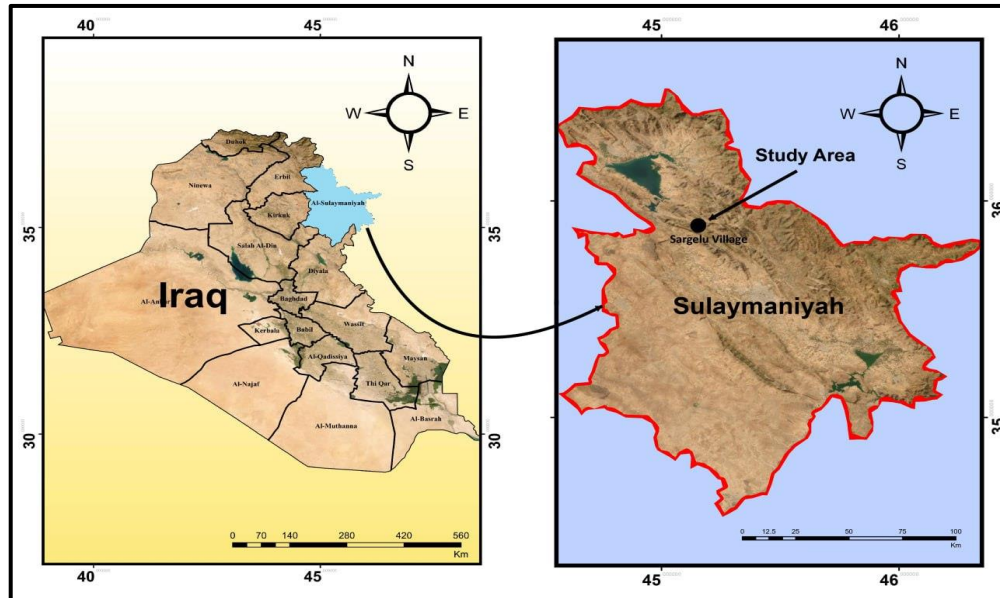 40
45
N
W
E
S
Duhok
Ninewa
Erbil
Al-Sulaymaniyah
Kirkuk
Salah Al-Din
Diyala
Iraq
Baghdad
Wassit
Kerbala
Babil
Al-Qadissiya
Maysan
Al-Najaf
Thi Qar
Al-Muthanna
Al-Basrah
35
30
35
30
0 70 140 280 420 560
Km
40
45
45
46
N
W
E
S
Study Area
Sargelu Village
Sulaymaniyah
36
35
0 12.5 25 50 75 100
Km
45
46